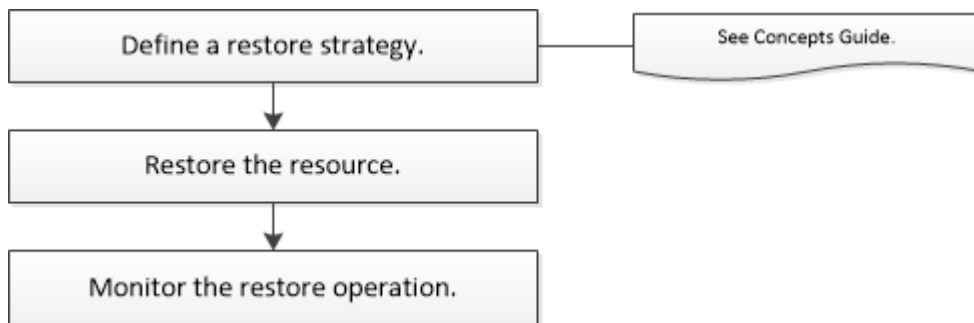 Define a restore strategy.
See Concepts Guide.
Restore the resource.
Monitor the restore operation.